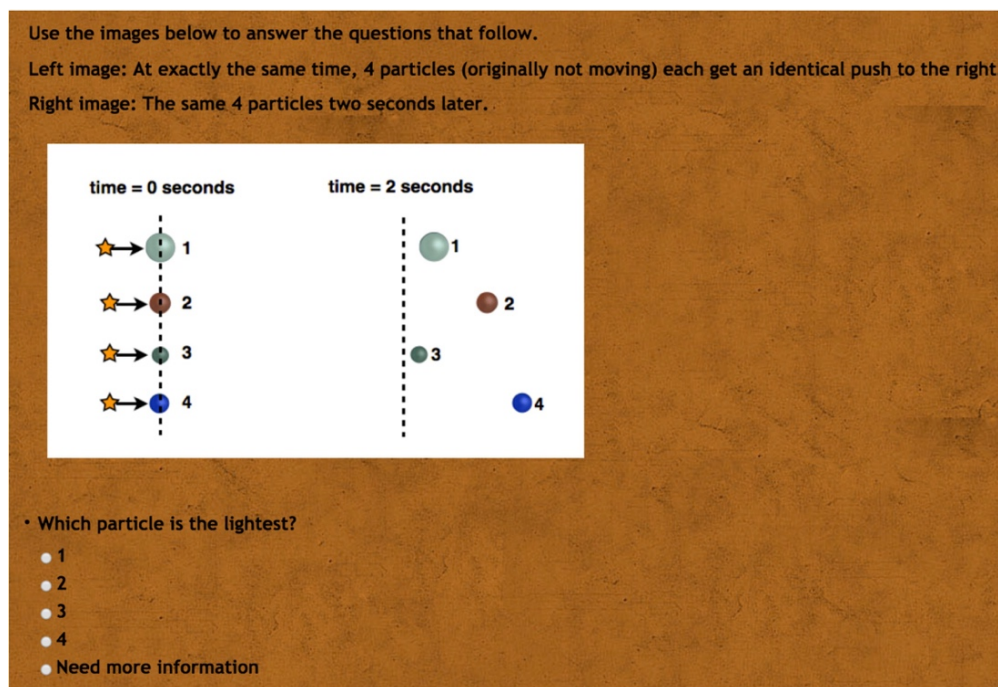 Use the images below to answer the questions that follow.
Left image: At exactly the same time, 4 particles (originally not moving) each get an identical push to the right
Right image: The same 4 particles two seconds later.
time = 0 seconds
time = 2 seconds
1
1
2
2
3
3
4
4
• Which particle is the lightest?
1
2
3
4
Need more information